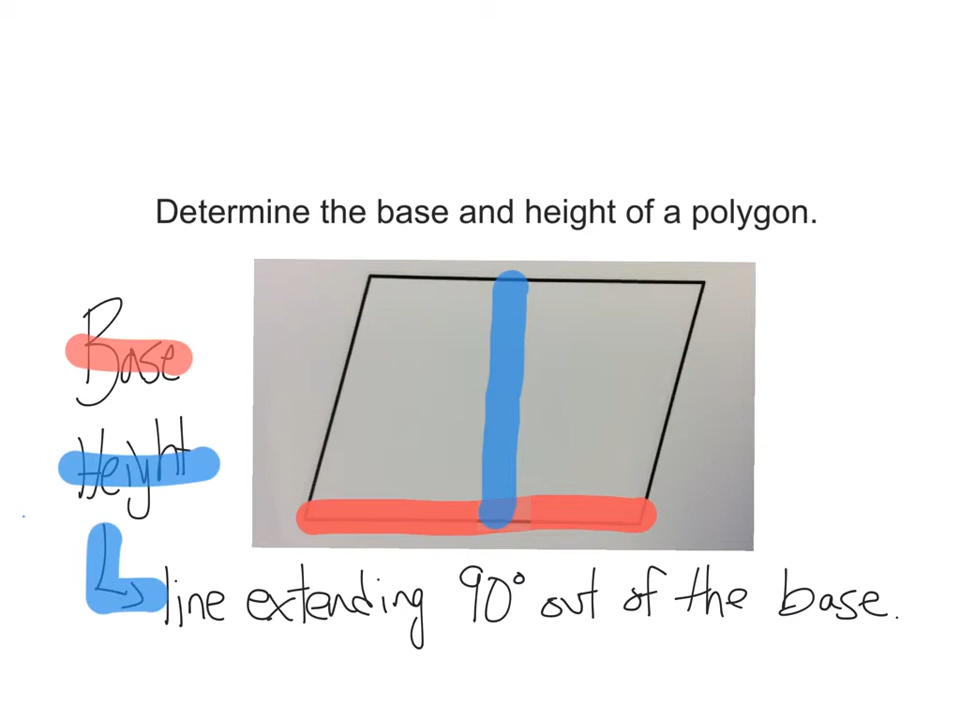 Determine the base and height of a polygon.
Base
Height
line extending 90° out of the base.